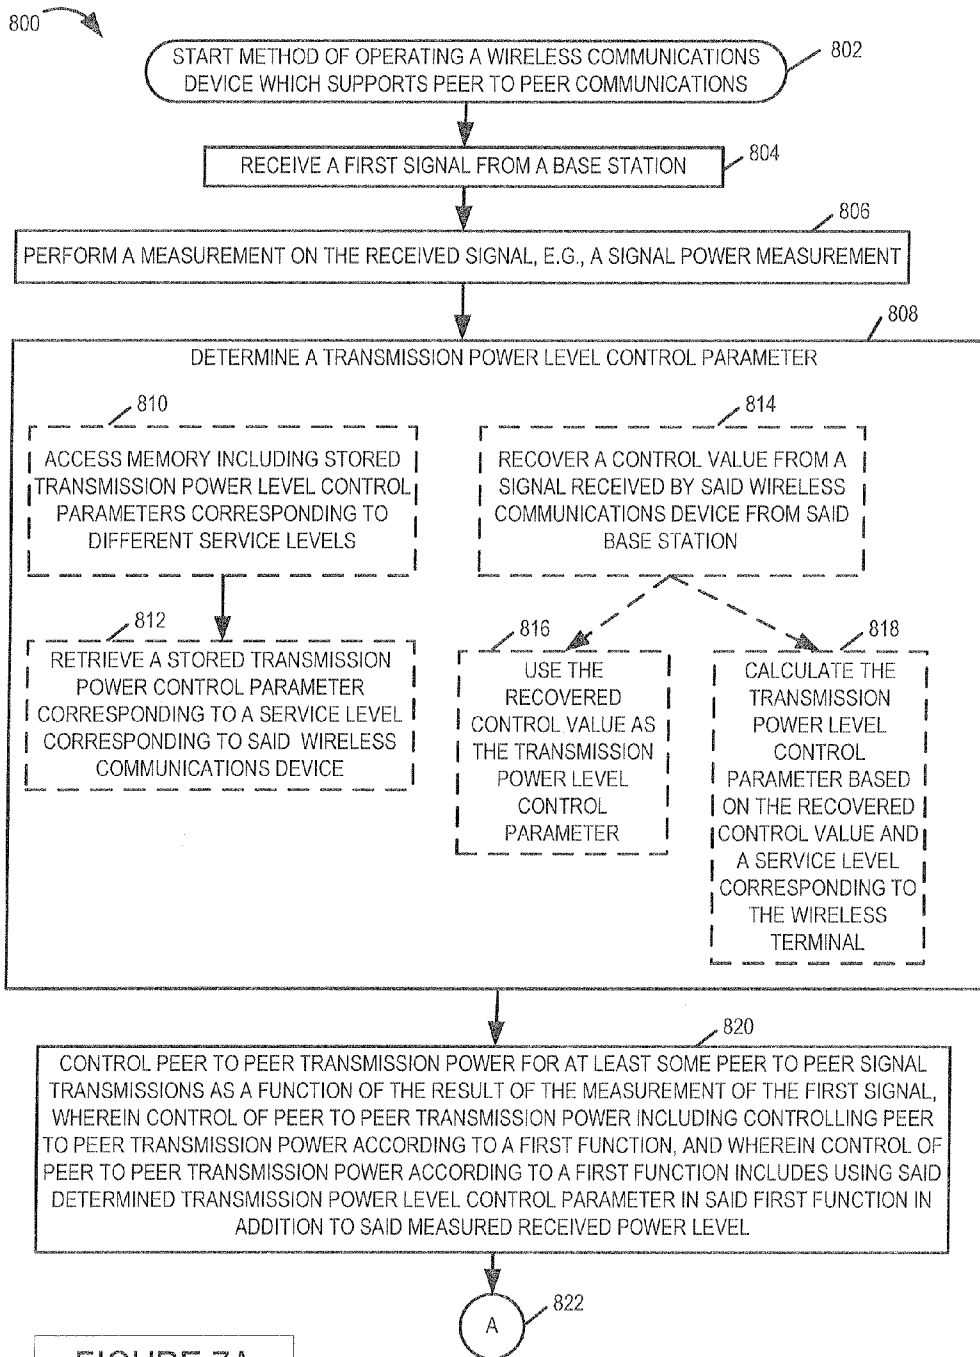 800
START METHOD OF OPERATING A WIRELESS COMMUNICATIONS
DEVICE WHICH SUPPORTS PEER TO PEER COMMUNICATIONS
802
RECEIVE A FIRST SIGNAL FROM A BASE STATION
804
806
PERFORM A MEASUREMENT ON THE RECEIVED SIGNAL, E.G., A SIGNAL POWER MEASUREMENT
808
DETERMINE A TRANSMISSION POWER LEVEL CONTROL PARAMETER
810
ACCESS MEMORY INCLUDING STORED
TRANSMISSION POWER LEVEL CONTROL
PARAMETERS CORRESPONDING TO
DIFFERENT SERVICE LEVELS
812
RETRIEVE A STORED TRANSMISSION
POWER CONTROL PARAMETER
CORRESPONDING TO A SERVICE LEVEL
CORRESPONDING TO SAID WIRELESS
COMMUNICATIONS DEVICE
814
RECOVER A CONTROL VALUE FROM A
SIGNAL RECEIVED BY SAID WIRELESS
COMMUNICATIONS DEVICE FROM SAID
BASE STATION
816
USE THE
RECOVERED
CONTROL VALUE AS
THE TRANSMISSION
POWER LEVEL
CONTROL
PARAMETER
818
CALCULATE THE
TRANSMISSION
POWER LEVEL
CONTROL
PARAMETER BASED
ON THE RECOVERED
CONTROL VALUE AND
A SERVICE LEVEL
CORRESPONDING TO
THE WIRELESS
TERMINAL
820
CONTROL PEER TO PEER TRANSMISSION POWER FOR AT LEAST SOME PEER TO PEER SIGNAL
TRANSMISSIONS AS A FUNCTION OF THE RESULT OF THE MEASUREMENT OF THE FIRST SIGNAL,
WHEREIN CONTROL OF PEER TO PEER TRANSMISSION POWER INCLUDING CONTROLLING PEER
TO PEER TRANSMISSION POWER ACCORDING TO A FIRST FUNCTION, AND WHEREIN CONTROL OF
PEER TO PEER TRANSMISSION POWER ACCORDING TO A FIRST FUNCTION INCLUDES USING SAID
DETERMINED TRANSMISSION POWER LEVEL CONTROL PARAMETER IN SAID FIRST FUNCTION IN
ADDITION TO SAID MEASURED RECEIVED POWER LEVEL
A
822
FIGURE 7A